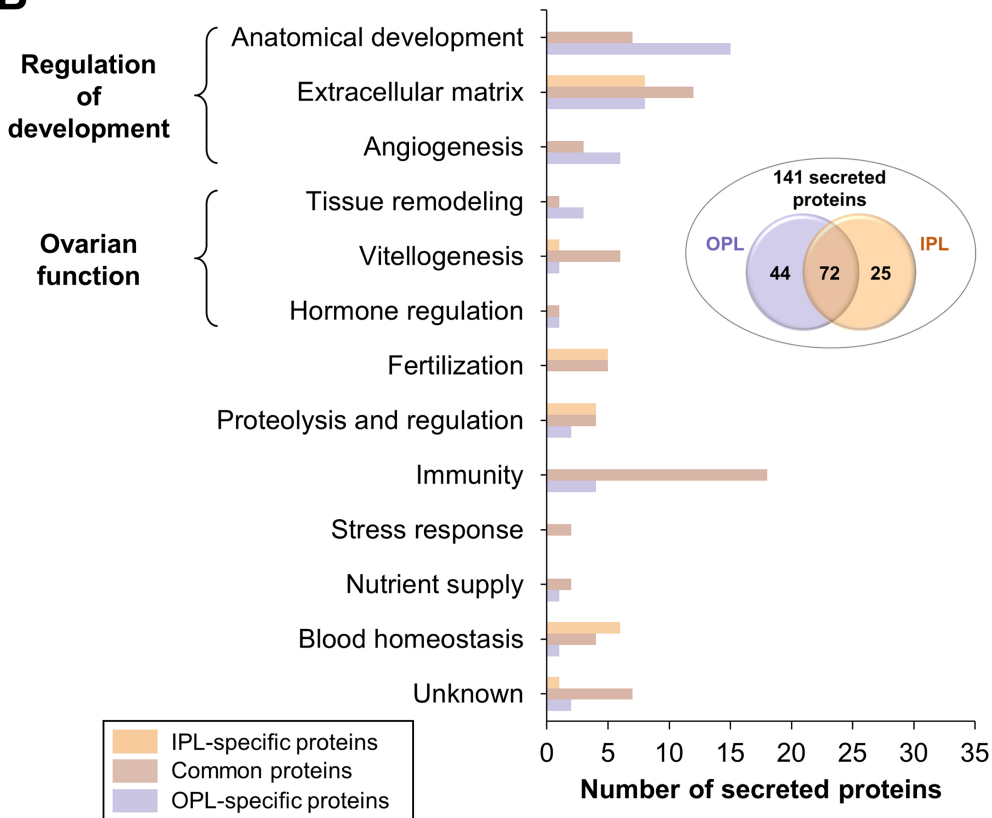 B
Regulation
of
development
Anatomical development
Extracellular matrix
Angiogenesis
Ovarian
function
Tissue remodeling
Vitellogenesis
Hormone regulation
Fertilization
Proteolysis and regulation
Immunity
Stress response
Nutrient supply
Blood homeostasis
Unknown
141 secreted
proteins
OPL
IPL
44 72 25
0 5 10 15 20 25 30 35
Number of secreted proteins
IPL-specific proteins
Common proteins
OPL-specific proteins